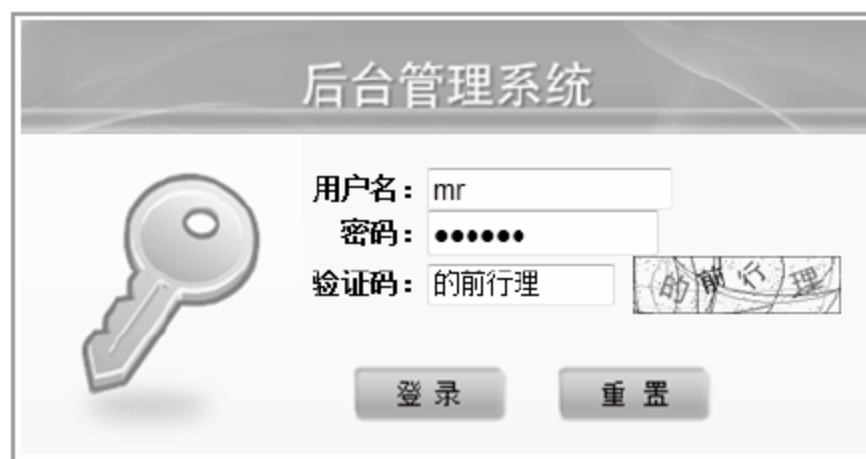 后台管理系统
用户名： mr
密码： ●●●●●●
验证码： 的前行理 的前行理
登 录 重 置